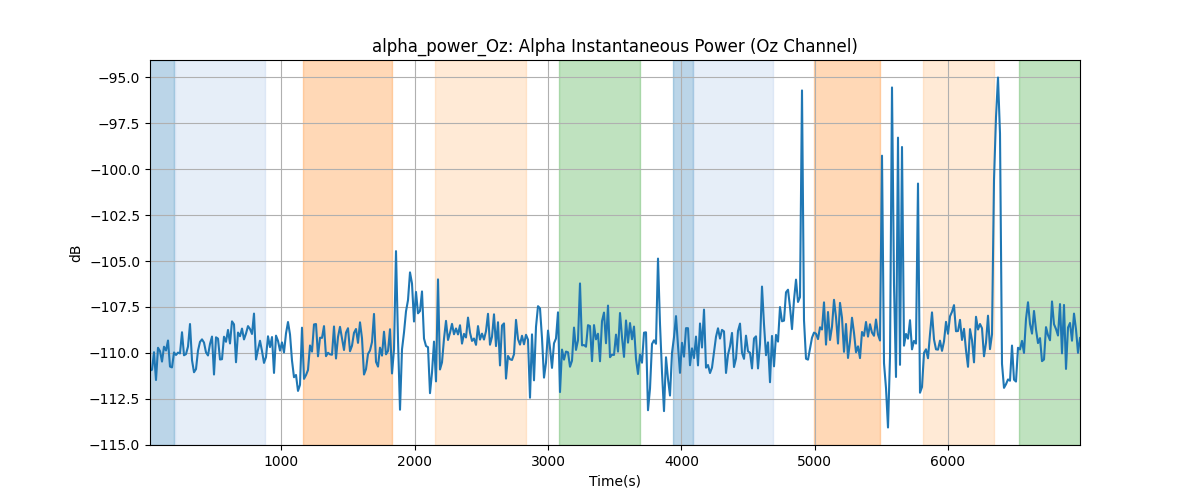 alpha_power_Oz: Alpha Instantaneous Power (Oz Channel)
−95.0
−97.5
−100.0
−102.5
−105.0
−107.5
−110.0
−112.5
−115.0
dB
1000 2000 3000 4000 5000 6000
Time(s)